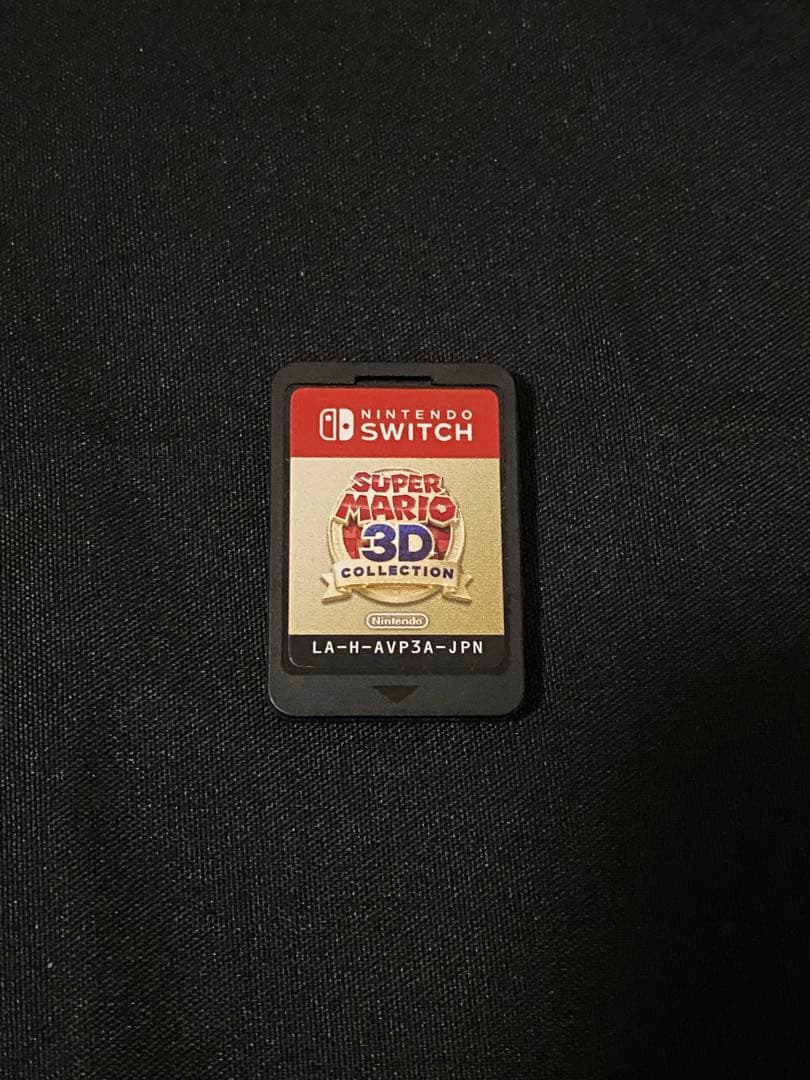 NINTENDO
SWITCH
SUPER
MARIO
3D
COLLECTION
Nintendo
LA-H-AVP3A-JPN